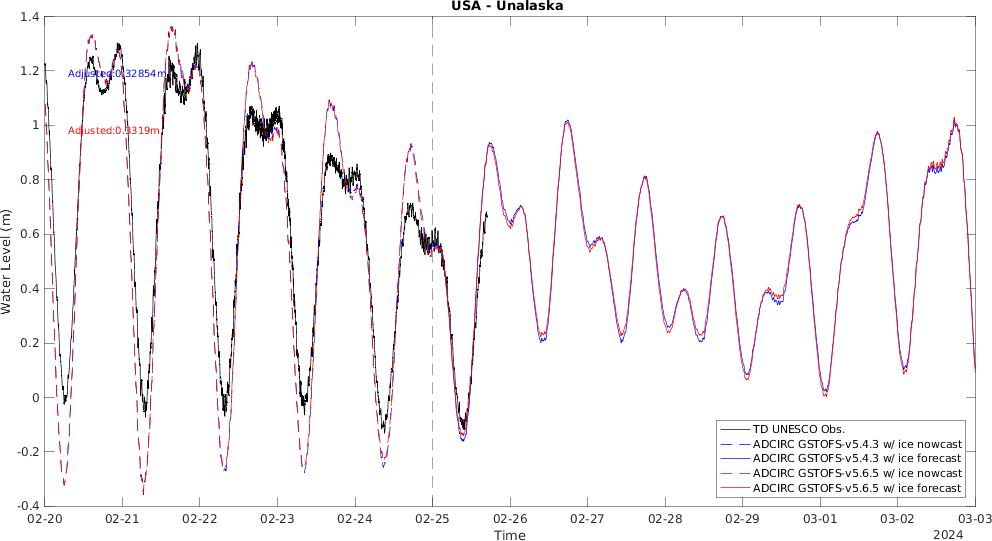 USA - Unalaska
1.4
1.2
1
0.8
0.6
0.4
0.2
0
-0.2
-0.4
Water Level (m)
Adjusted:0.32854m
Adjusted:0.3319m
TD UNESCO Obs.
ADCIRC GSTOFS-v5.4.3 w/ ice nowcast
ADCIRC GSTOFS-v5.4.3 w/ ice forecast
ADCIRC GSTOFS-v5.6.5 w/ ice nowcast
ADCIRC GSTOFS-v5.6.5 w/ ice forecast
02-20 02-21 02-22 02-23 02-24 02-25 02-26 02-27 02-28 02-29 03-01 03-02 03-03
Time
2024